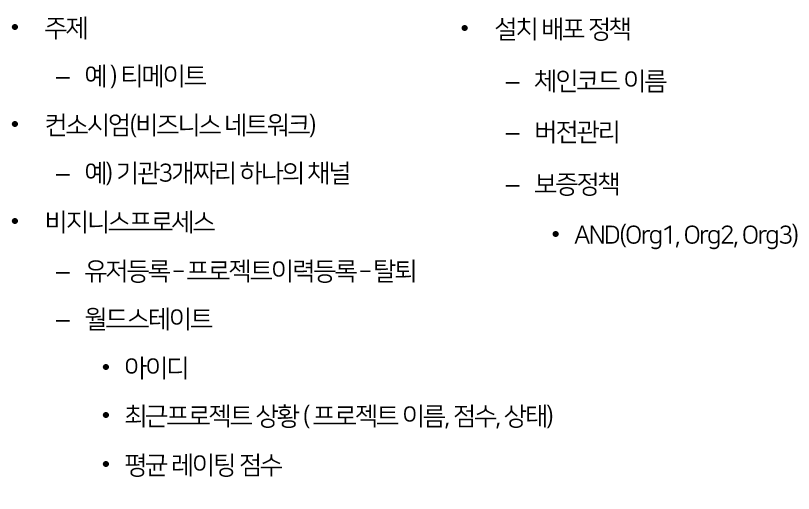 • 주제
– 예 ) 티메이트
• 컨소시엄(비즈니스 네트워크)
– 예) 기관3개짜리 하나의 채널
• 비지니스프로세스
– 유저등록 – 프로젝트이력등록 – 탈퇴
– 월드스테이트
• 아이디
• 최근프로젝트 상황 ( 프로젝트 이름, 점수, 상태)
• 평균 레이팅 점수
• 설치 배포 정책
– 체인코드 이름
– 버전관리
– 보증정책
• AND(Org1, Org2, Org3)